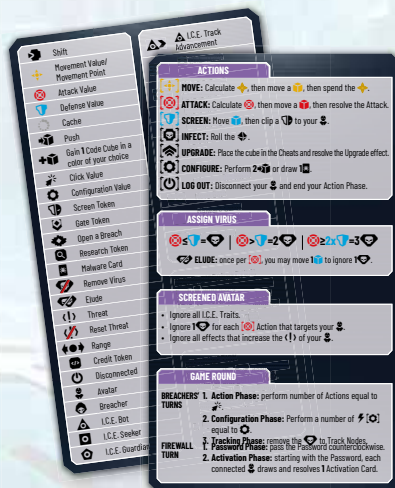 Shift
Movement Value/
Movement Point
Attack Value
Defense Value
Cache
Push
Gain 1 Code Cube in a
color of your choice
Click Value
Configuration Value
Screen Token
Gate Token
Open a Breach
Research Token
Malware Card
Remove Virus
Elude
Threat
Reset Threat
Range
Credit Token
Disconnected
Avatar
Breacher
I.C.E. Bot
I.C.E. Seeker
I.C.E. Guardian
I.C.E. Track
Advancement
ACTIONS
MOVE: Calculate , then move a , then spend the .
ATTACK: Calculate , then move a , then resolve the Attack.
SCREEN: Move , then clip a to your .
INFECT: Roll the .
UPGRADE: Place the cube in the Cheats and resolve the Upgrade effect.
CONFIGURE: Perform 2 or draw 1 .
LOG OUT: Disconnect your and end your Action Phase.
ASSIGN VIRUS
≤ =  | > =2 | ≥2x =3
ELUDE: once per [ ], you may move 1 to ignore 1 .
SCREENED AVATAR
• Ignore all I.C.E. Traits.
• Ignore 1 for each [ ] Action that targets your .
• Ignore all effects that increase the (!) of your .
GAME ROUND
BREACHERS' 1. Action Phase: perform number of Actions equal to
TURNS
2. Configuration Phase: Perform a number of [ ]
equal to .
3. Tracking Phase: remove the to Track Nodes.
FIREWALL 1. Password Phase: pass the Password counterclockwise.
TURN 2. Activation Phase: starting with the Password, each
connected draws and resolves 1 Activation Card.